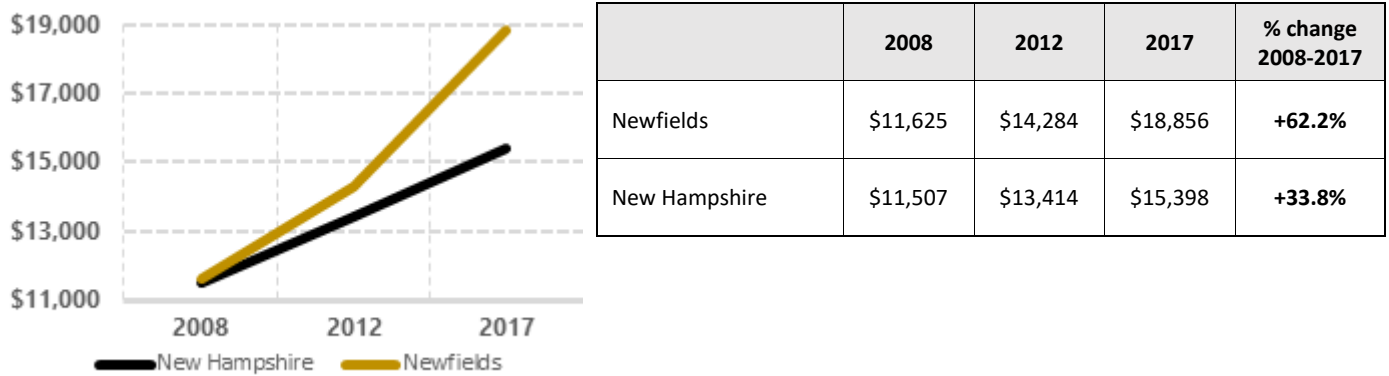 $19,000
$17,000
$15,000
$13,000
$11,000
2008 2012 2017
New Hampshire Newfields
2008 2012 2017 % change
2008-2017
Newfields $11,625 $14,284 $18,856 +62.2%
New Hampshire $11,507 $13,414 $15,398 +33.8%